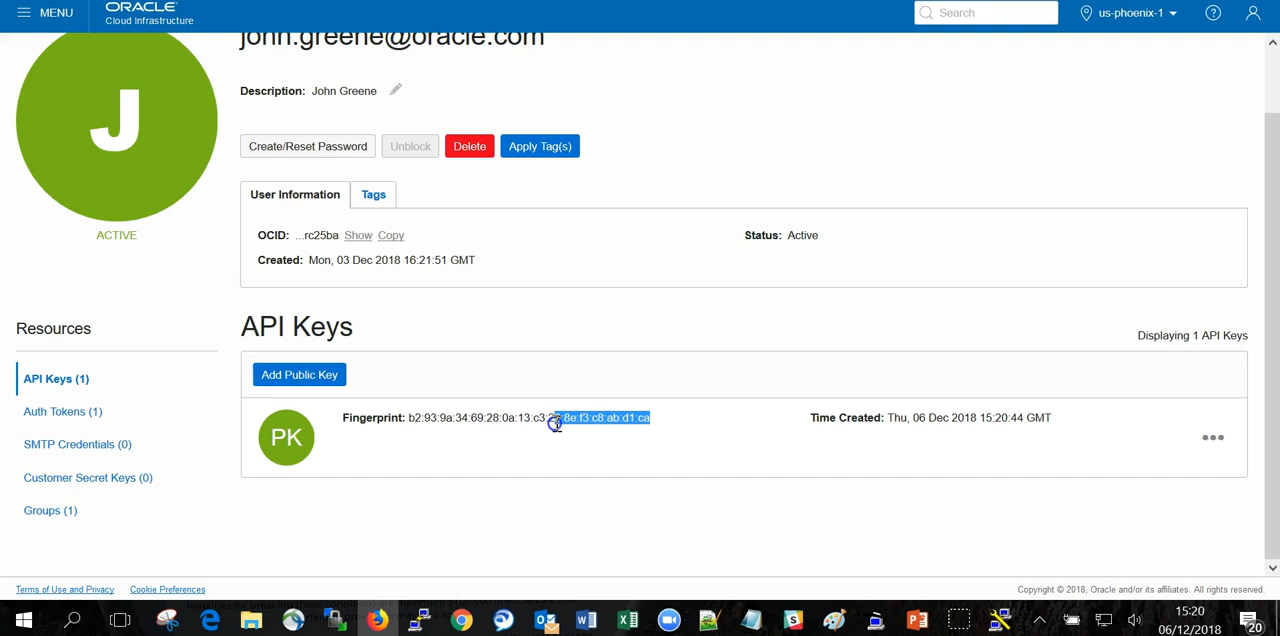 MENU
ORACLE
Cloud Infrastructure
Search
us-phoenix-1
john.greene@oracle.com
J
ACTIVE
Description: John Greene
Create/Reset Password
Unblock
Delete
Apply Tag(s)
User Information
Tags
OCID: ...rc25ba Show Copy
Status: Active
Created: Mon, 03 Dec 2018 16:21:51 GMT
Resources
API Keys (1)
Auth Tokens (1)
SMTP Credentials (0)
Customer Secret Keys (0)
Groups (1)
API Keys
Displaying 1 API Keys
Add Public Key
PK
Fingerprint: b2:93:9a:34:69:28:0a:13:c3: :8e:f3:c8:ab:d1:ca
Time Created: Thu, 06 Dec 2018 15:20:44 GMT
Terms of Use and Privacy
Cookie Preferences
Copyright © 2018, Oracle and/or its affiliates. All rights reserved.
15:20
06/12/2018
20